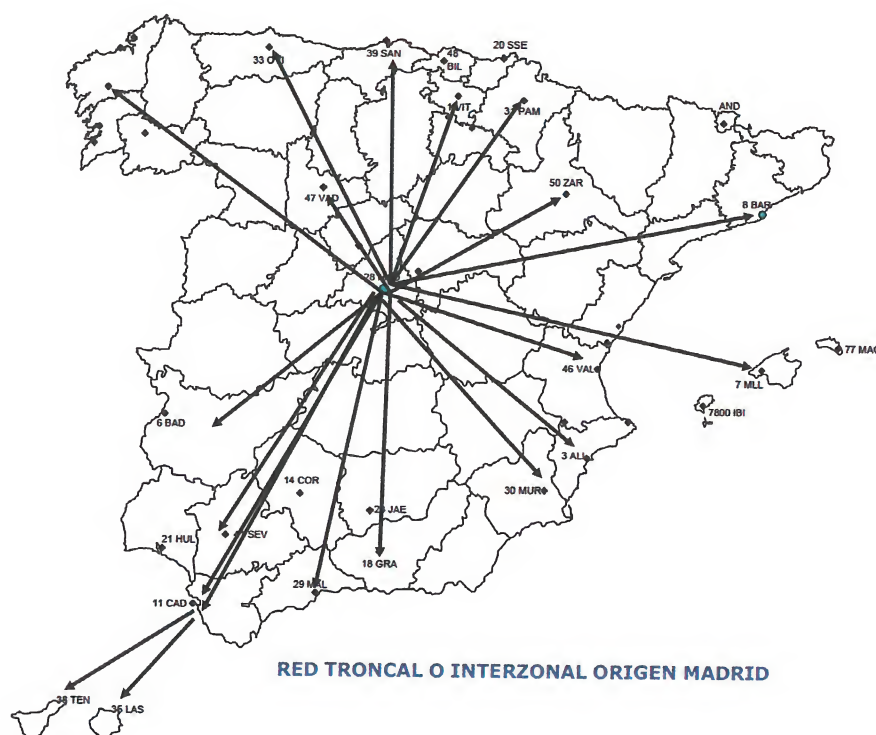 20 SSE
39 SAN
48
BIL
33
VIT
PAM
AND
50 ZAR
47 VAD
8 BAR
28
77 MAO
46 VAL
7 MLL
7800 IBI
6 BAD
3 ALI
14 COR
30 MUR
JAE
21 HUL
SEV
18 GRA
29 MAL
11 CAD
RED TRONCAL O INTERZONAL ORIGEN MADRID
38 TEN
35 LAS